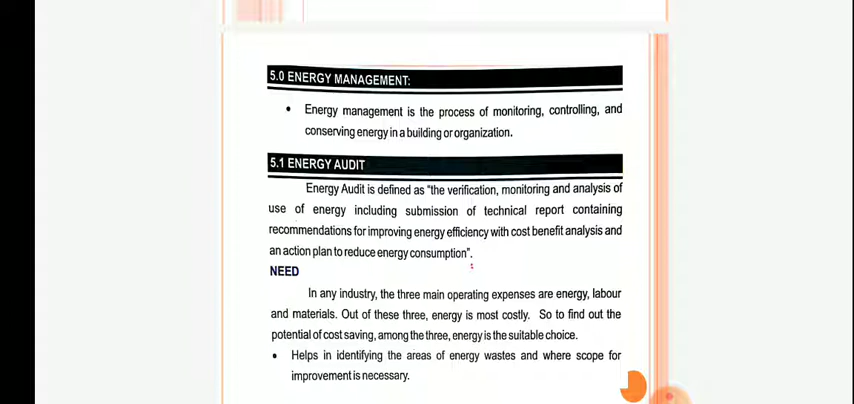 5.0 ENERGY MANAGEMENT:
• Energy management is the process of monitoring, controlling, and
conserving energy in a building or organization.
5.1 ENERGY AUDIT
Energy Audit is defined as “the verification, monitoring and analysis of
use of energy including submission of technical report containing
recommendations for improving energy efficiency with cost benefit analysis and
an action plan to reduce energy consumption”.
NEED
In any industry, the three main operating expenses are energy, labour
and materials. Out of these three, energy is most costly. So to find out the
potential of cost saving, among the three, energy is the suitable choice.
• Helps in identifying the areas of energy wastes and where scope for
improvement is necessary.